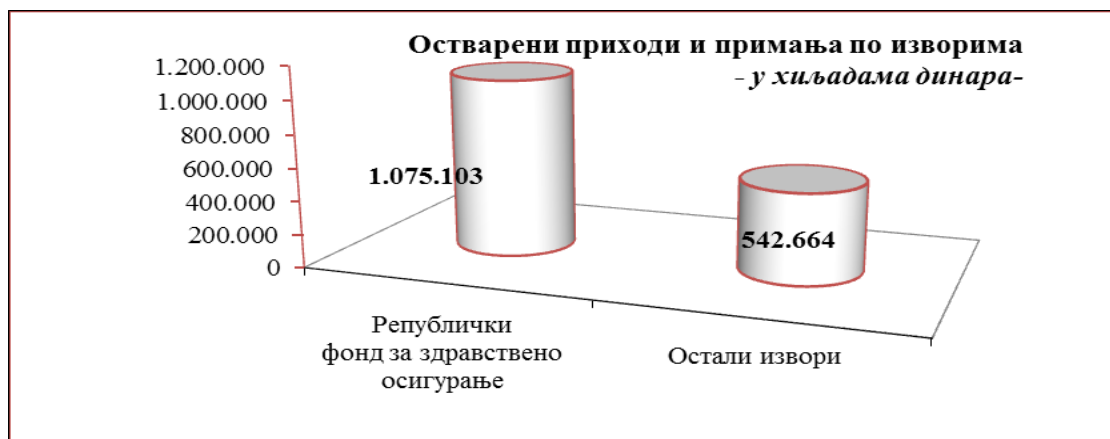 Остварени приходи и примања по изворима
- у хиљадама динара-
1.200.000
1.000.000
800.000
600.000
400.000
200.000
0
1.075.103
542.664
Републички
фонд за здравствено
осигурање
Остали извори